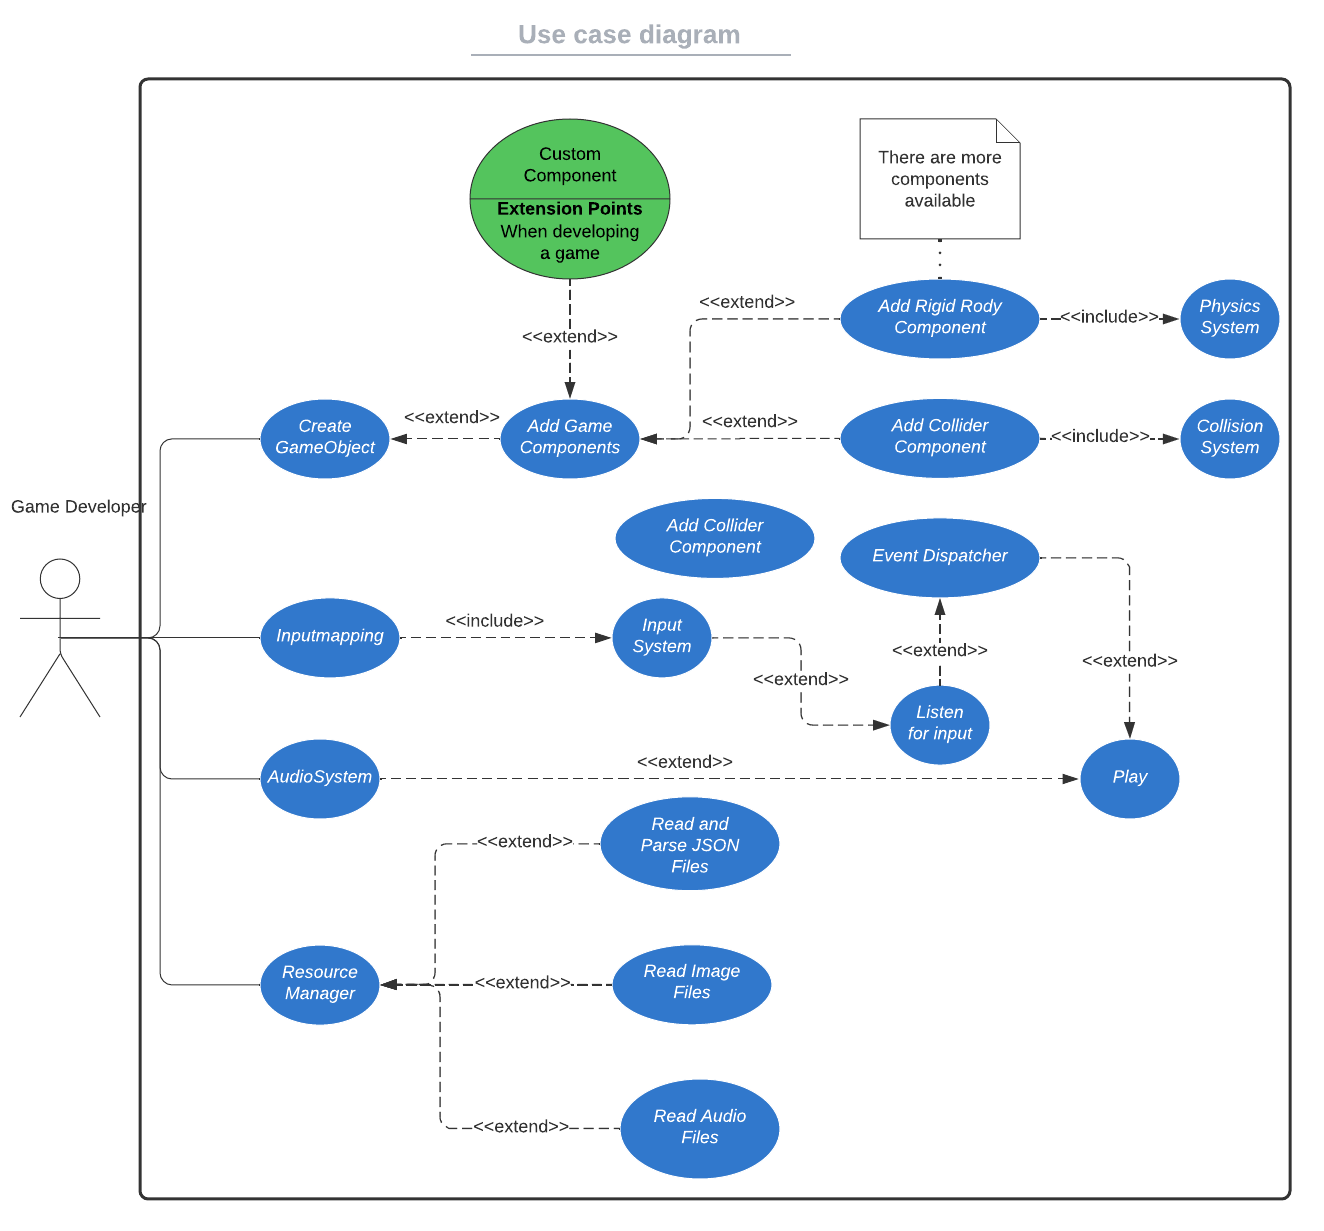 Use case diagram
Custom
Component
Extension Points
When developing
a game
There are more
components
available
<<extend>>
Add Rigid Rody
Component
<<include>>
Physics
System
<<extend>>
Create
GameObject
<<extend>>
Add Game
Components
<<extend>>
Add Collider
Component
<<include>>
Collision
System
Game Developer
Add Collider
Component
Event Dispatcher
Inputmapping
<<include>>
Input
System
<<extend>>
<<extend>>
<<extend>>
Listen
for input
AudioSystem
<<extend>>
Play
<<extend>>
Read and
Parse JSON
Files
Resource
Manager
<<extend>>
Read Image
Files
<<extend>>
Read Audio
Files